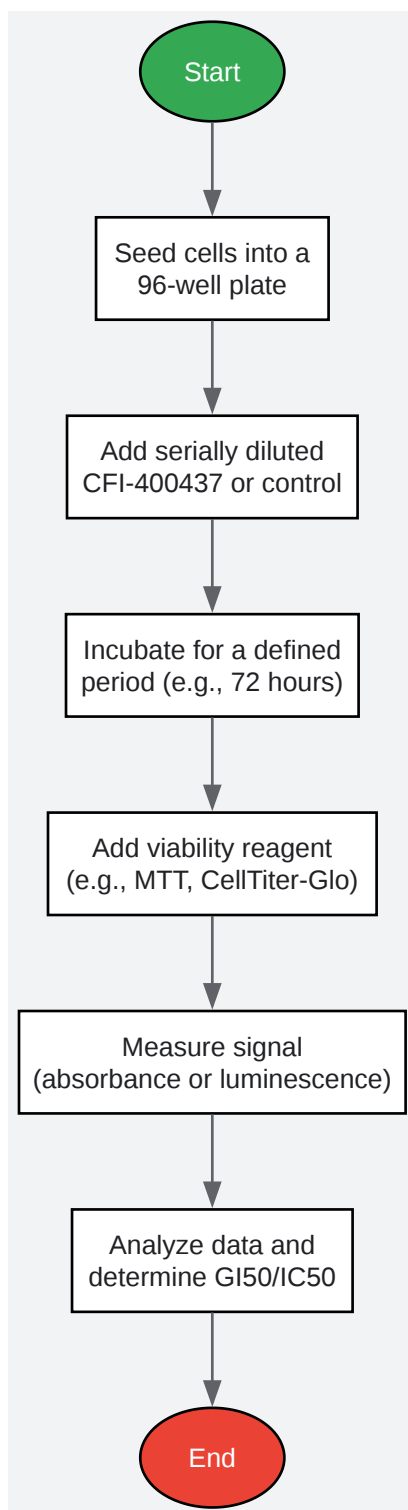 Start
Seed cells into a
96-well plate
Add serially diluted
CFI-400437 or control
Incubate for a defined
period (e.g., 72 hours)
Add viability reagent
(e.g., MTT, CellTiter-Glo)
Measure signal
(absorbance or luminescence)
Analyze data and
determine GI50/IC50
End